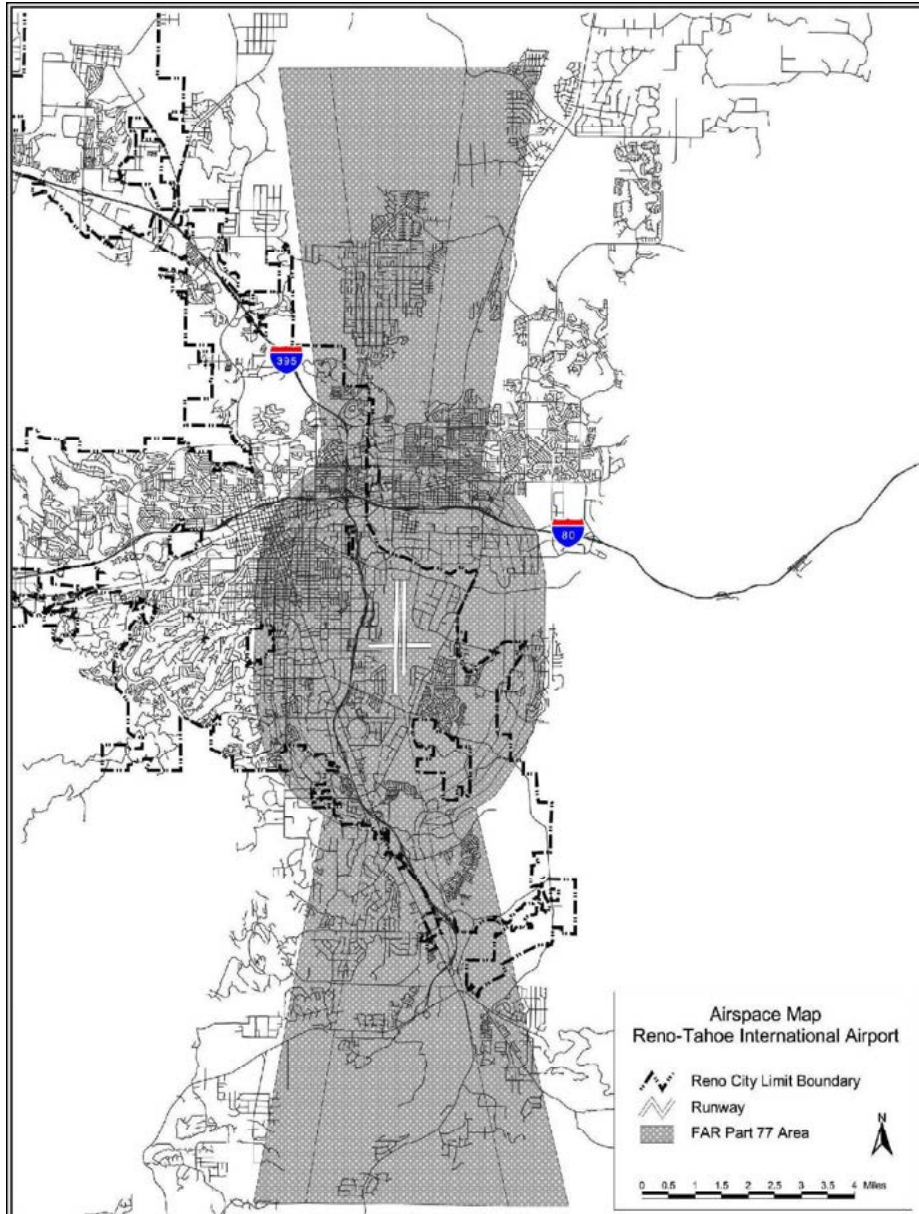 395
80
Airspace Map
Reno-Tahoe International Airport
Reno City Limit Boundary
Runway
FAR Part 77 Area
N
0 0.5 1 1.5 2 2.5 3 3.5 4 Miles